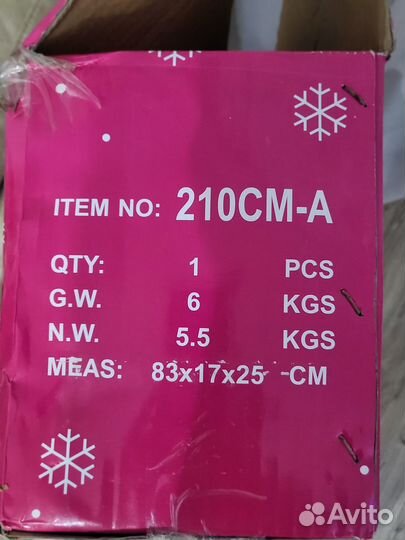 ITEM NO: 210CM-A
QTY: 1 PCS
G.W. 6 KGS
N.W. 5.5 KGS
MEAS: 83x17x25 -CM
Avito